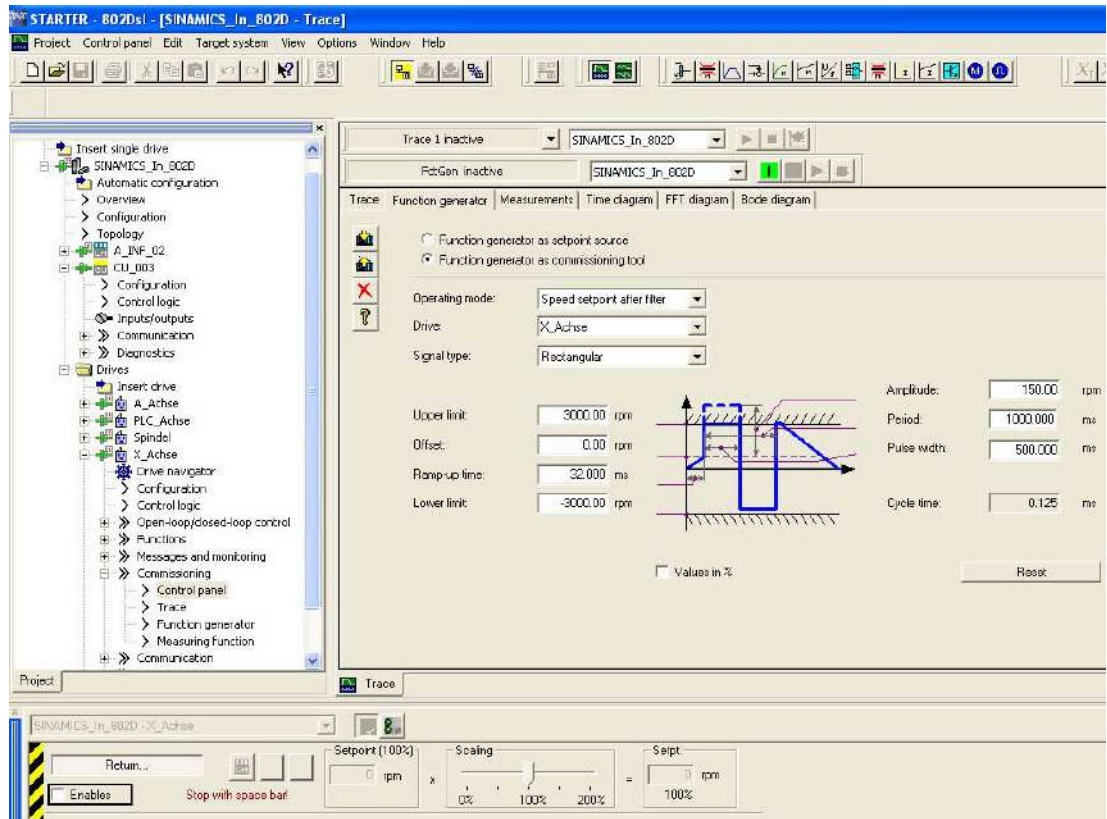 STARTER - 802Dsl - [SINAMICS_In_802D - Trace]
Project Control panel Edit Target system View Options Window Help
Insert single drive
SINAMICS_In_802D
Automatic configuration
Overview
Configuration
Topology
A_INF_02
CU_003
Configuration
Control logic
Inputs/outputs
Communication
Diagnostics
Drives
Insert drive
A_Achse
PLC_Achse
Spindel
X_Achse
Drive navigator
Configuration
Control logic
Open-loop/closed-loop control
Functions
Messages and monitoring
Commissioning
Control panel
Trace
Function generator
Measuring function
Communication
Project
Trace 1 inactive SINAMICS_In_802D
FctGen inactive SINAMICS_In_802D
Trace Function generator Measurements Time diagram FFT diagram Bode diagram
Function generator as setpoint source
Function generator as commissioning tool
Operating mode: Speed setpoint after filter
Drive: X_Achse
Signal type: Rectangular
Amplitude: 150.00 rpm
Upper limit: 3000.00 rpm
Period: 1000.000 ms
Offset: 0.00 rpm
Pulse width: 500.000 ms
Ramp-up time: 32.000 ms
Lower limit: -3000.00 rpm
Cycle time: 0.125 ms
Values in %
Reset
Trace
SINAMICS_In_802D - X_Achse
Return...
Enables
Stop with space bar!
Setpoint (100%)
0 rpm
x
Scaling
0% 100% 200%
=
Setpt.
0 rpm
100%